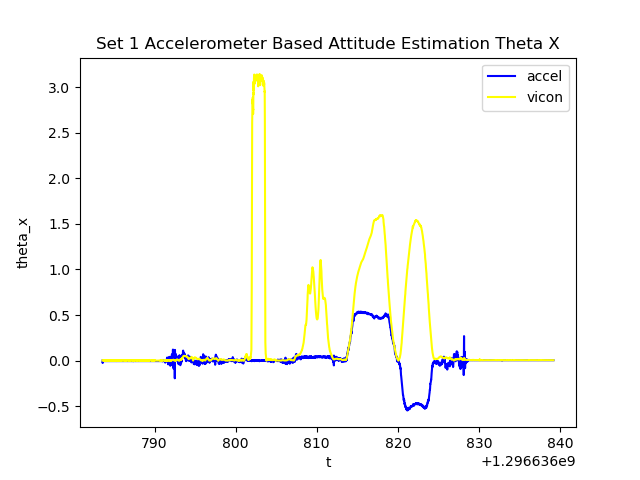 Set 1 Accelerometer Based Attitude Estimation Theta X
accel
vicon
theta_x
3.0
2.5
2.0
1.5
1.0
0.5
0.0
−0.5
790
800
810
820
830
840
t
+1.296636e9